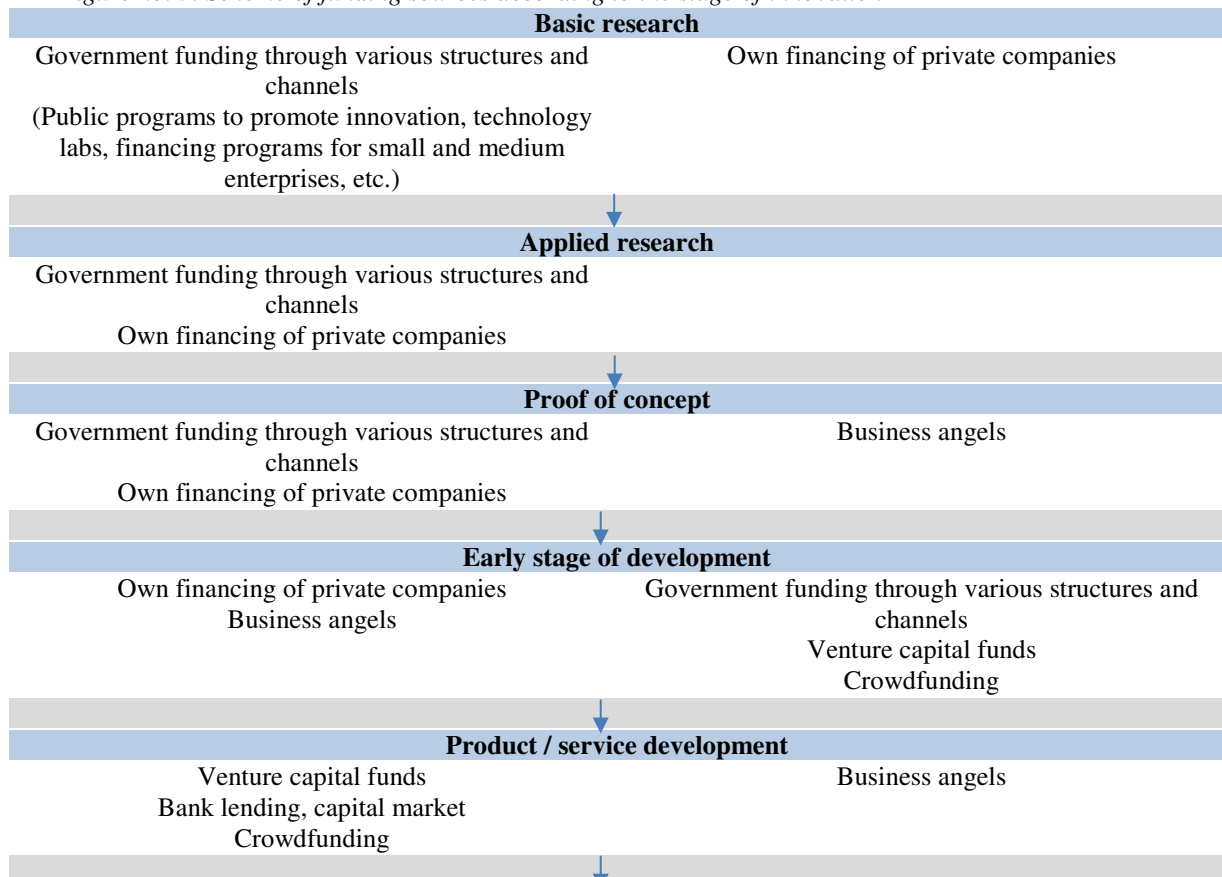 Basic research
Government funding through various structures and
channels
(Public programs to promote innovation, technology
labs, financing programs for small and medium
enterprises, etc.)
Own financing of private companies
Applied research
Government funding through various structures and
channels
Own financing of private companies
Proof of concept
Government funding through various structures and
channels
Own financing of private companies
Business angels
Early stage of development
Own financing of private companies
Business angels
Government funding through various structures and
channels
Venture capital funds
Crowdfunding
Product / service development
Venture capital funds
Bank lending, capital market
Crowdfunding
Business angels